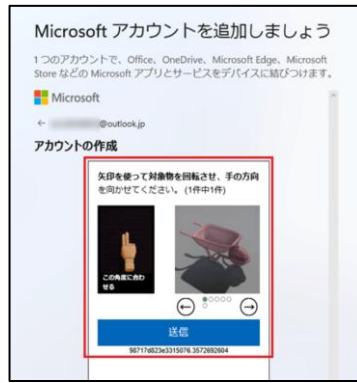 Microsoft アカウントを追加しましょう
1 つのアカウントで、Office、OneDrive、Microsoft Edge、Microsoft
Store などの Microsoft アプリとサービスをデバイスに結びつけます。
Microsoft
@outlook.jp
アカウントの作成
矢印を使って対象物を回転させ、手の方向
を向かせてください。(1件中1件)
この角度に合わ
せる
送信
98717d823e3315076.3572692604